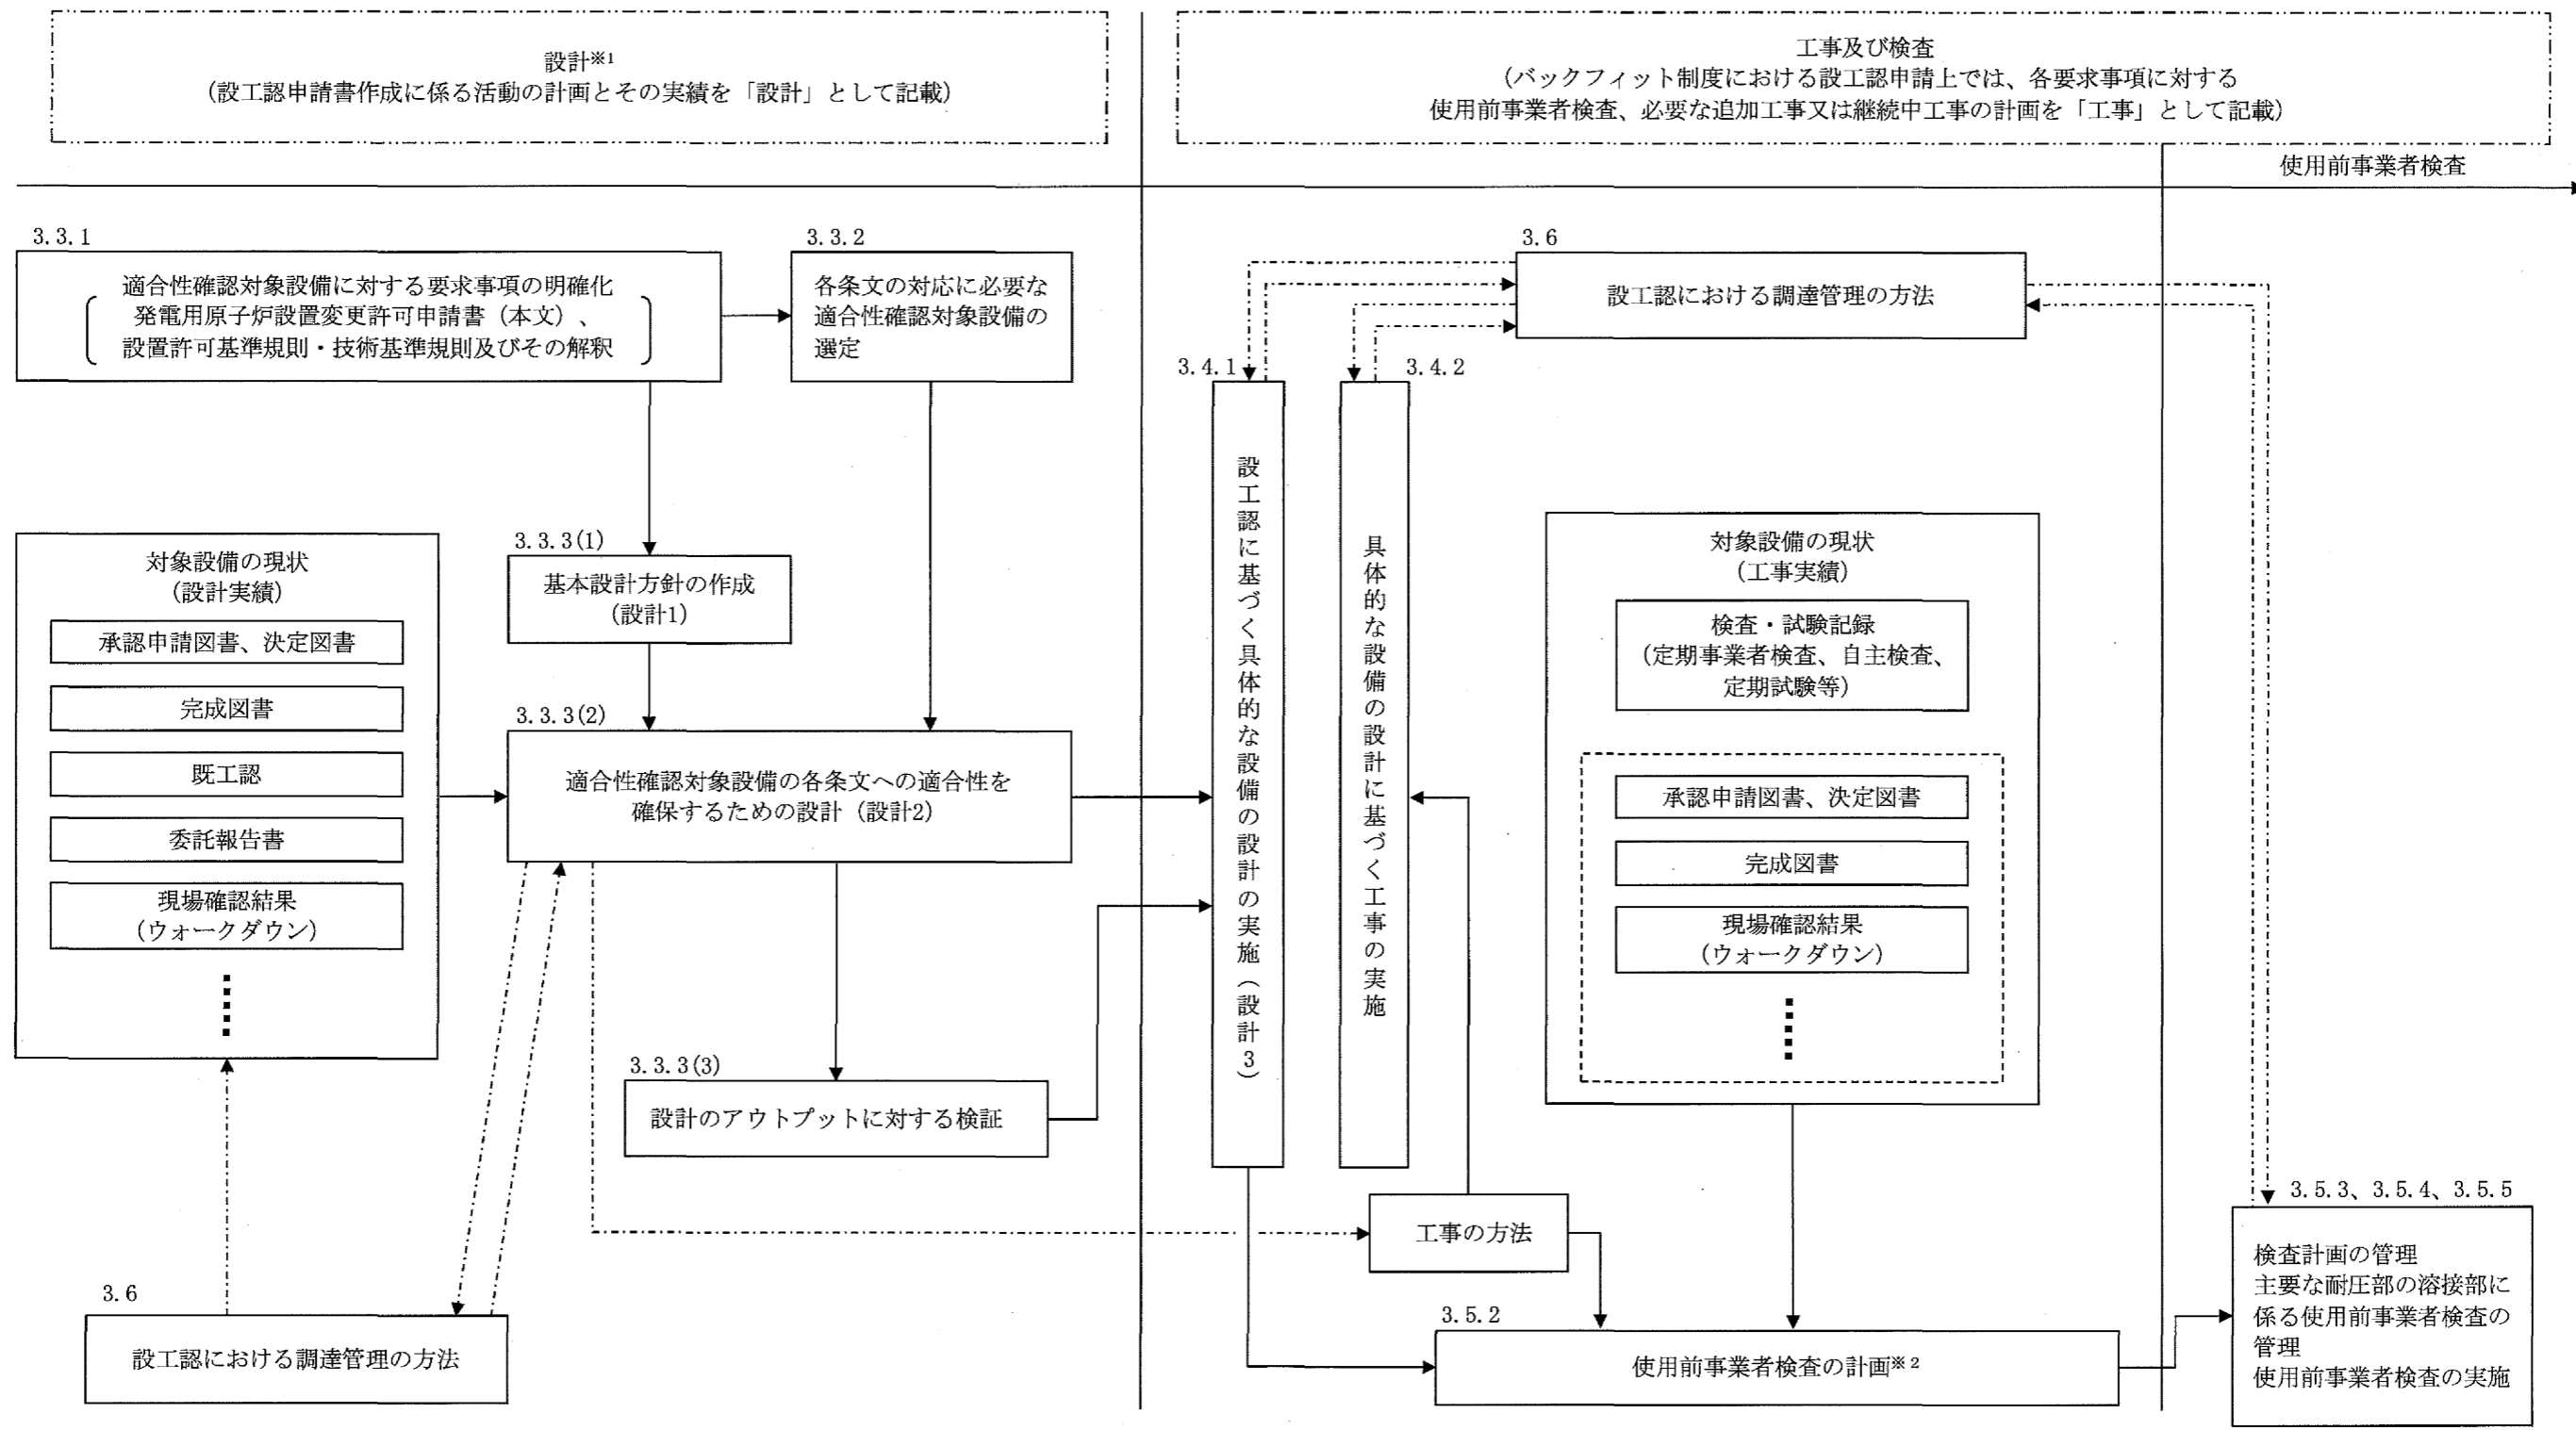 設計※1
(設工認申請書作成に係る活動の計画とその実績を「設計」として記載)
工事及び検査
(バックフィット制度における設工認申請上では、各要求事項に対する
使用前事業者検査、必要な追加工事又は継続中工事の計画を「工事」として記載)
使用前事業者検査
3.3.1
適合性確認対象設備に対する要求事項の明確化
発電用原子炉設置変更許可申請書(本文)、
設置許可基準規則・技術基準規則及びその解釈
3.3.2
各条文の対応に必要な
適合性確認対象設備の
選定
3.3.3(1)
基本設計方針の作成
(設計1)
対象設備の現状
(設計実績)
承認申請図書、決定図書
完成図書
既工認
委託報告書
現場確認結果
(ウォークダウン)
3.3.3(2)
適合性確認対象設備の各条文への適合性を
確保するための設計(設計2)
3.3.3(3)
設計のアウトプットに対する検証
3.6
設工認における調達管理の方法
3.6
設工認における調達管理の方法
3.4.1
設工認に基づく具体的な設備の設計の実施(設計3)
3.4.2
具体的な設備の設計に基づく工事の実施
対象設備の現状
(工事実績)
検査・試験記録
(定期事業者検査、自主検査、
定期試験等)
承認申請図書、決定図書
完成図書
現場確認結果
(ウォークダウン)
工事の方法
3.5.2
使用前事業者検査の計画※2
3.5.3、3.5.4、3.5.5
検査計画の管理
主要な耐圧部の溶接部に
係る使用前事業者検査の
管理
使用前事業者検査の実施